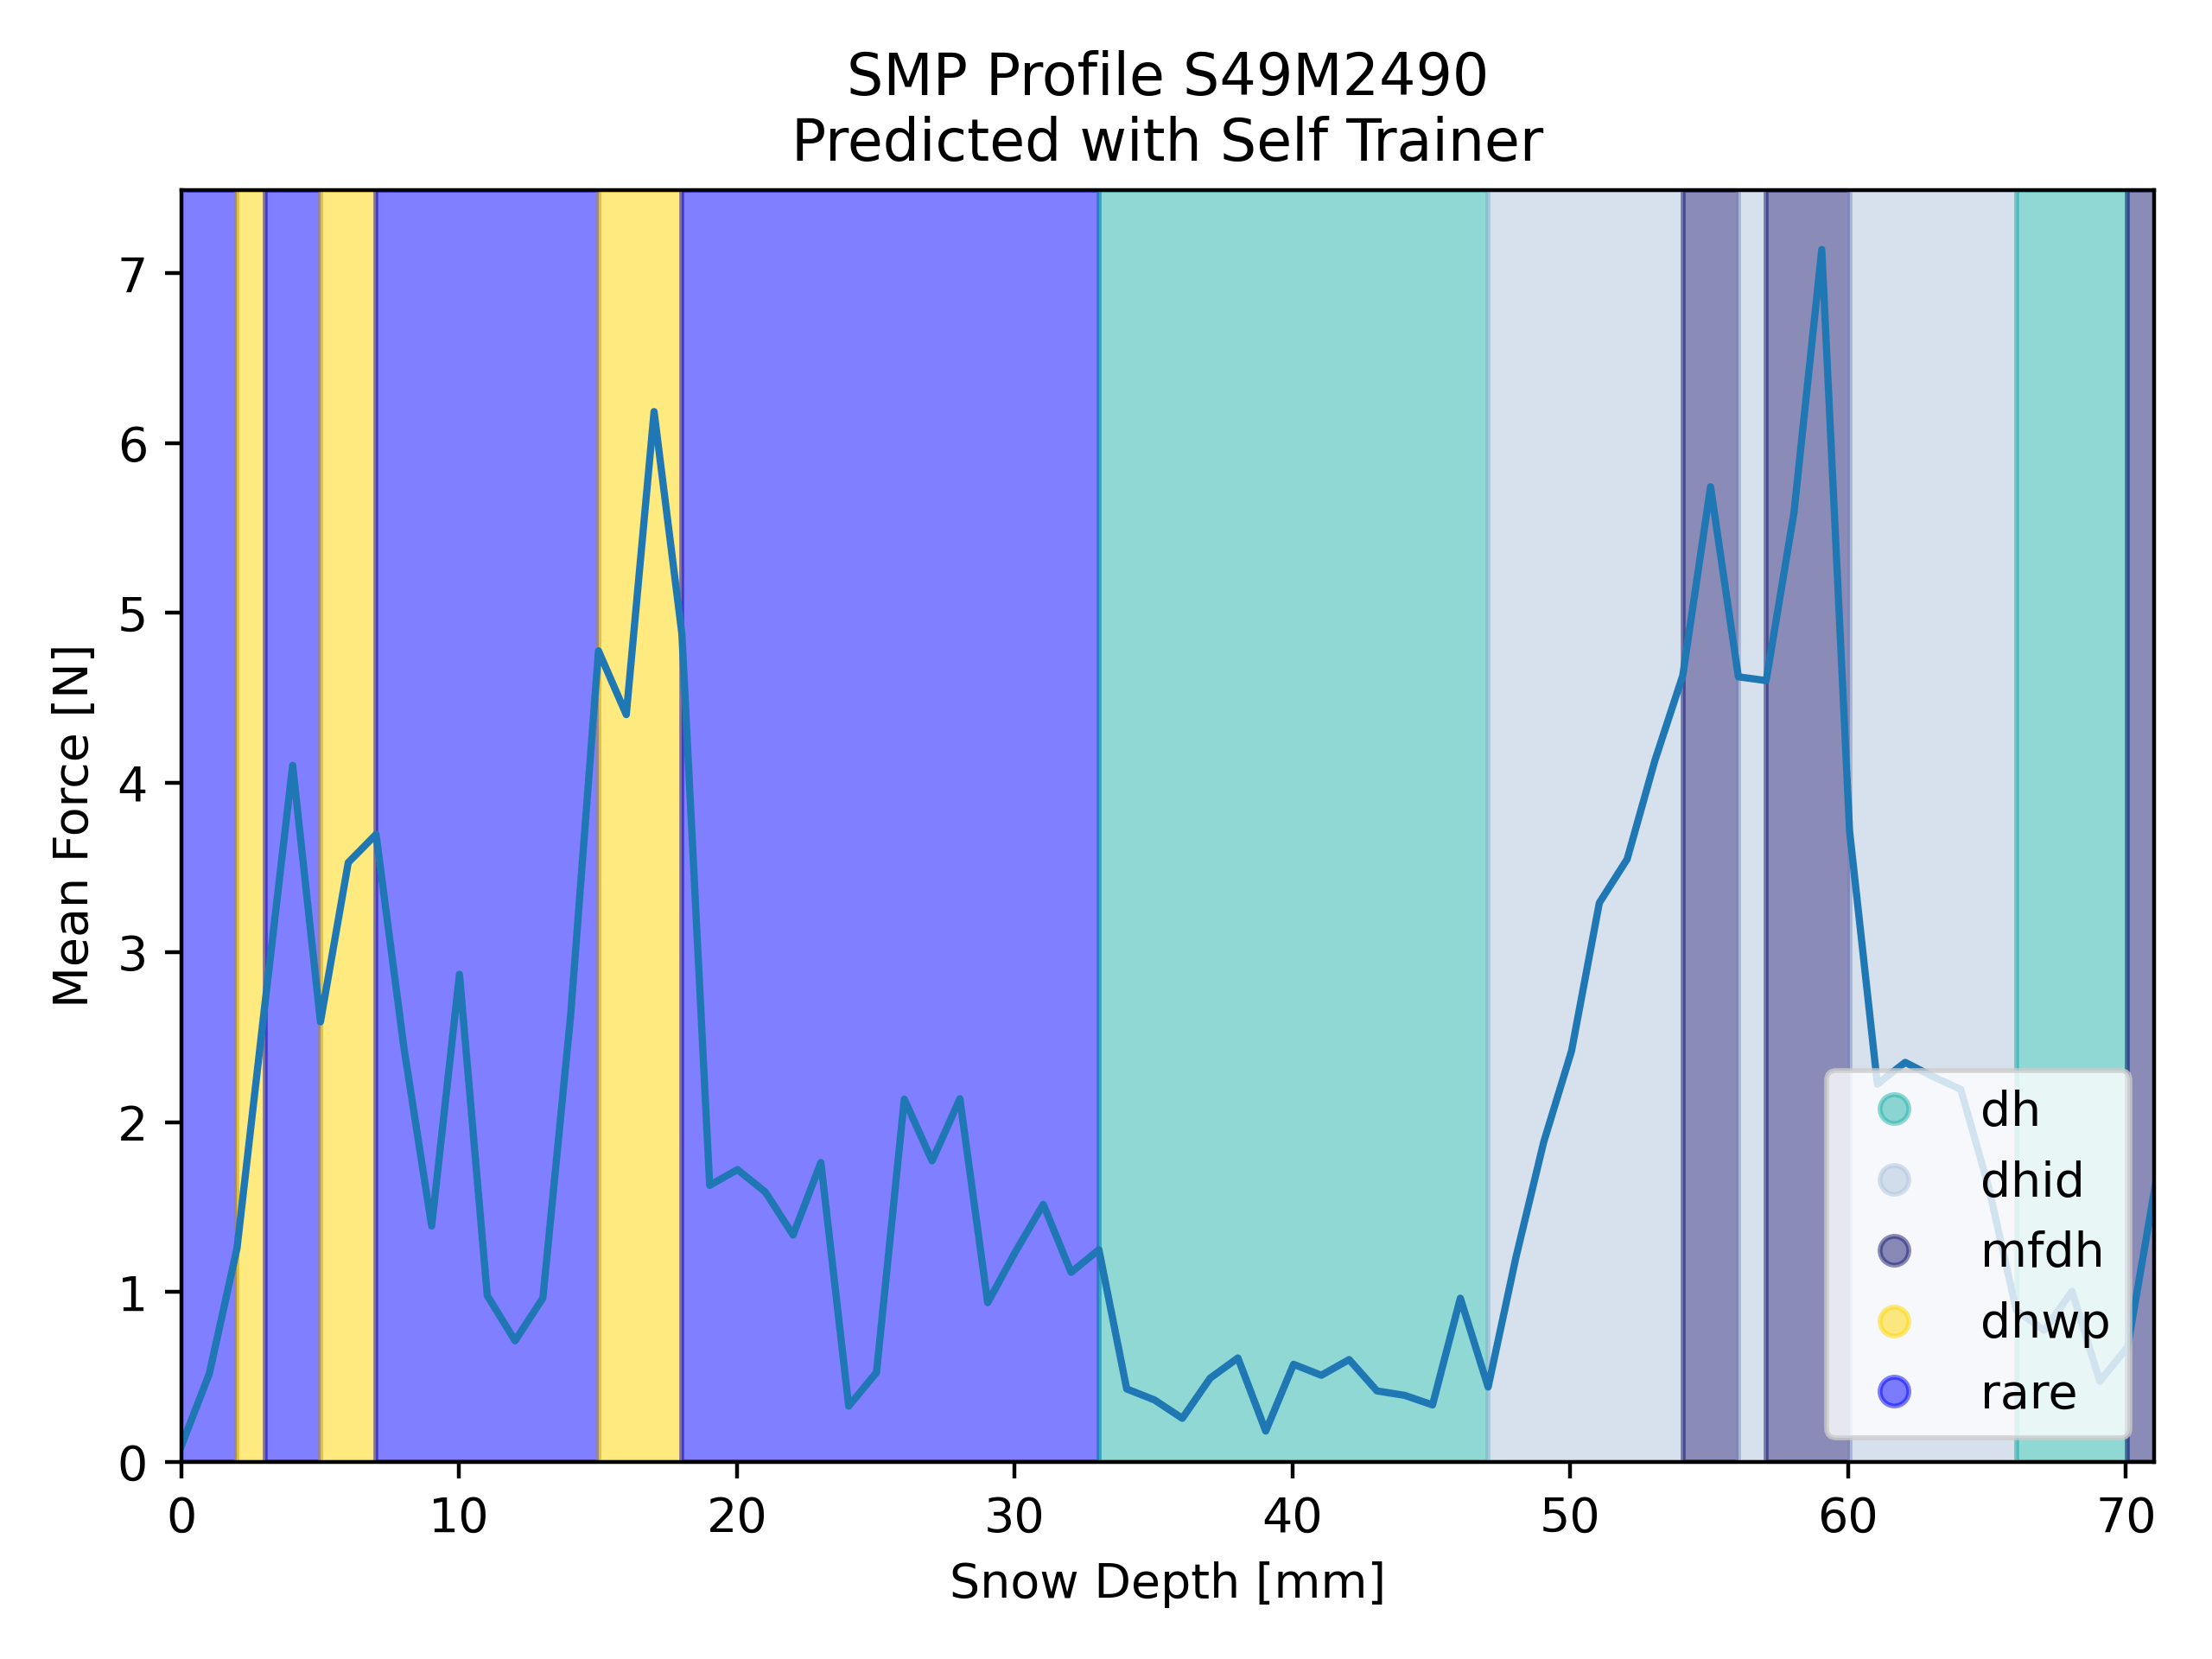 SMP Profile S49M2490
Predicted with Self Trainer
Mean Force [N]
7
6
5
4
3
2
1
0
dh
dhid
mfdh
dhwp
rare
0 10 20 30 40 50 60 70
Snow Depth [mm]